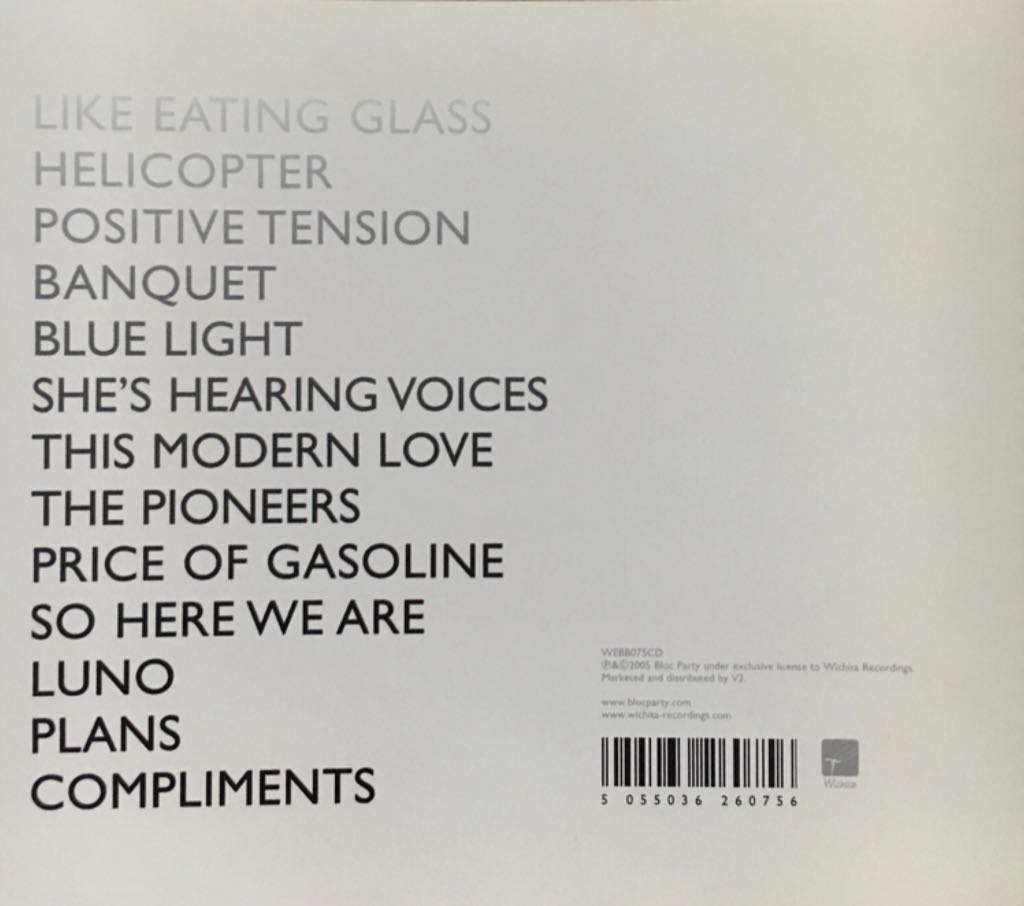 LIKE EATING GLASS
HELICOPTER
POSITIVE TENSION
BANQUET
BLUE LIGHT
SHE'S HEARING VOICES
THIS MODERN LOVE
THE PIONEERS
PRICE OF GASOLINE
SO HERE WE ARE
LUNO
PLANS
COMPLIMENTS
WEBB075CD
℗&©2005 Bloc Party under exclusive license to Wichita Recordings.
Marketed and distributed by V2.
www.blocparty.com
www.wichita-recordings.com
5 055036 260756
Wichita